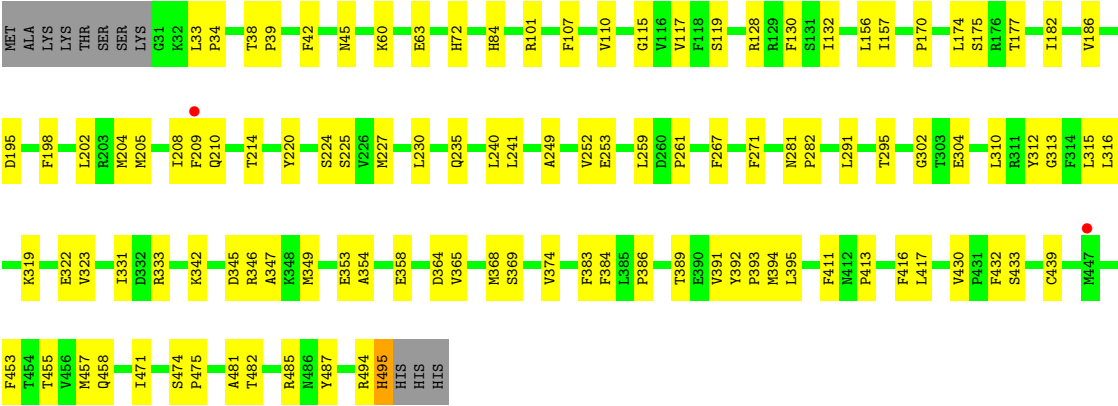 MET ALA LYS LYS THR SER SER LYS G31 K32 L33 P34 T38 P39 F42 N45 K60 E63 H72 H84 R101 F107 V110 G115 V116 V117 F118 S119 R128 R129 F130 S131 I132 L156 I157 P170 L174 S175 R176 T177 I182 V186
D195 F198 L202 R203 M204 M205 I208 F209 Q210 T214 Y220 S224 S225 V226 M227 L230 Q235 L240 L241 A249 V252 E253 L259 D260 P261 F267 F271 N281 P282 L291 T295 G302 T303 E304 L310 R311 Y312 G313 F314 L315 L316
K319 E322 V323 I331 D332 R333 K342 D345 R346 A347 K348 M349 E353 A354 E358 D364 V365 M368 S369 V374 F383 F384 L385 P386 T389 E390 V391 Y392 P393 M394 L395 F411 N412 P413 F416 L417 V430 P431 F432 S433 C439 M447
F453 T454 T455 V456 M457 Q458 I471 S474 P475 A481 T482 R485 N486 Y487 R494 H495 HIS HIS HIS